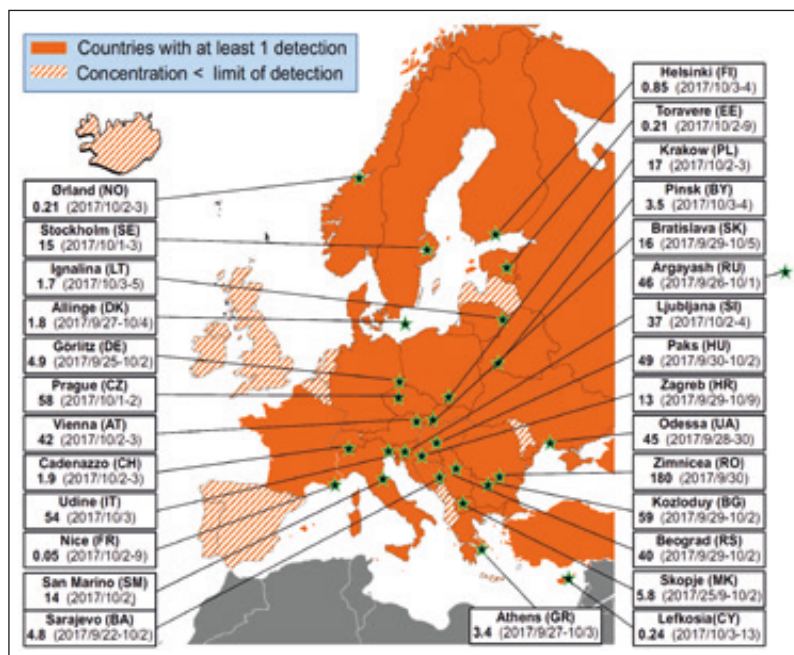 Countries with at least 1 detection
Concentration < limit of detection
Ørland (NO)
0.21 (2017/10/2-3)
Stockholm (SE)
15 (2017/10/1-3)
Ignalina (LT)
1.7 (2017/10/3-5)
Allinge (DK)
1.8 (2017/9/27-10/4)
Görlitz (DE)
4.9 (2017/9/25-10/2)
Prague (CZ)
58 (2017/10/1-2)
Vienna (AT)
42 (2017/10/2-3)
Cadenazzo (CH)
1.9 (2017/10/2-3)
Udine (IT)
54 (2017/10/3)
Nice (FR)
0.05 (2017/10/2-9)
San Marino (SM)
14 (2017/10/2)
Sarajevo (BA)
4.8 (2017/9/22-10/2)
Helsinki (FI)
0.85 (2017/10/3-4)
Toravere (EE)
0.21 (2017/10/2-9)
Krakow (PL)
17 (2017/10/2-3)
Pinsk (BY)
3.5 (2017/10/3-4)
Bratislava (SK)
16 (2017/9/29-10/5)
Argayash (RU)
46 (2017/9/26-10/1)
Ljubljana (SI)
37 (2017/10/2-4)
Paks (HU)
49 (2017/9/30-10/2)
Zagreb (HR)
13 (2017/9/29-10/9)
Odessa (UA)
45 (2017/9/28-30)
Zimnicea (RO)
180 (2017/9/30)
Kozloduy (BG)
59 (2017/9/29-10/2)
Beograd (RS)
40 (2017/9/29-10/2)
Skopje (MK)
5.8 (2017/25/9-10/2)
Lefkosia(CY)
0.24 (2017/10/3-13)
Athens (GR)
3.4 (2017/9/27-10/3)